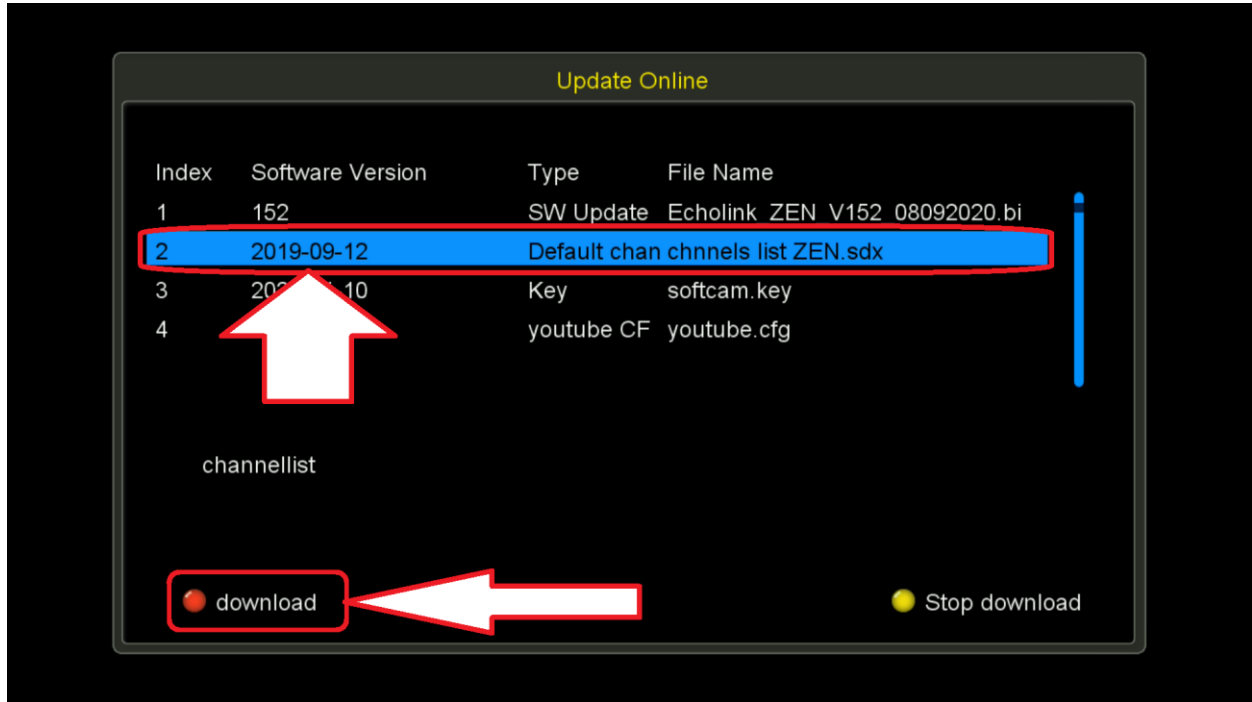 Update Online
Index Software Version Type File Name
1 152 SW Update Echolink_ZEN_V152_08092020.bi
2 2019-09-12 Default chan chnnels list ZEN.sdx
3 10 Key softcam.key
4 youtube CF youtube.cfg
channellist
download Stop download